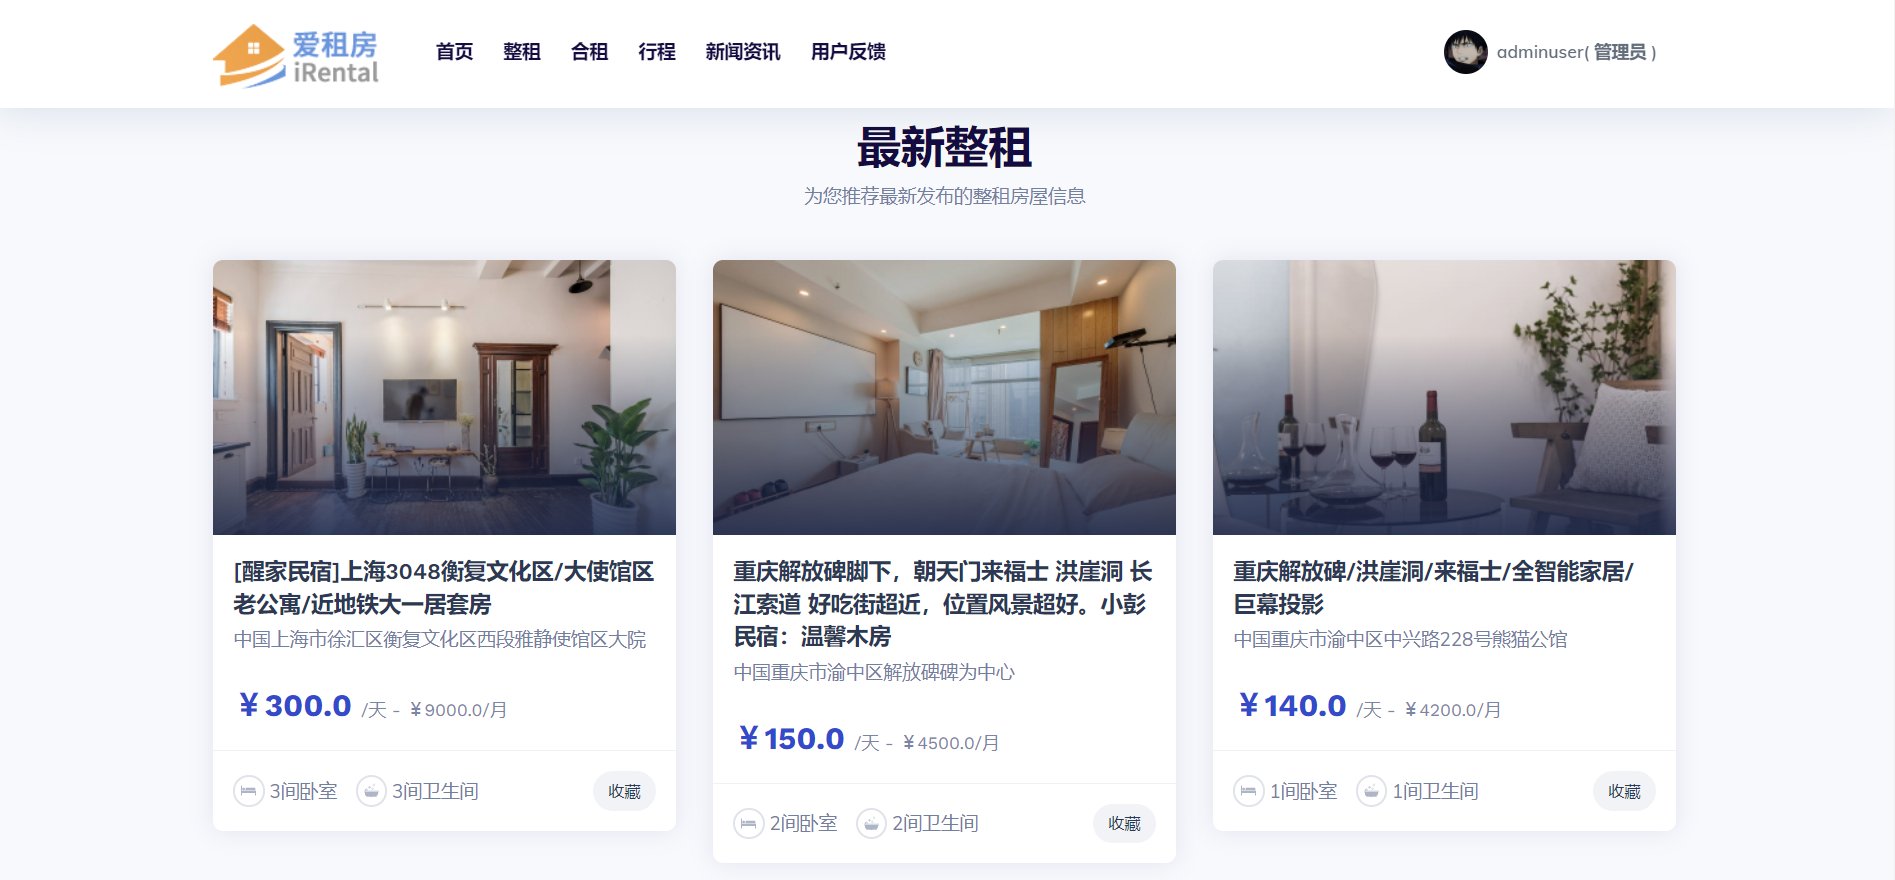 爱租房
iRental
首页 整租 合租 行程 新闻资讯 用户反馈
adminuser( 管理员 )
最新整租
为您推荐最新发布的整租房屋信息
[醒家民宿]上海3048衡复文化区/大使馆区
老公寓/近地铁大一居套房
中国上海市徐汇区衡复文化区西段雅静使馆区大院
￥300.0 /天 - ￥9000.0/月
3间卧室 3间卫生间 收藏
重庆解放碑脚下，朝天门来福士 洪崖洞 长
江索道 好吃街超近，位置风景超好。小彭
民宿：温馨木房
中国重庆市渝中区解放碑碑为中心
￥150.0 /天 - ￥4500.0/月
2间卧室 2间卫生间 收藏
重庆解放碑/洪崖洞/来福士/全智能家居/
巨幕投影
中国重庆市渝中区中兴路228号熊猫公馆
￥140.0 /天 - ￥4200.0/月
1间卧室 1间卫生间 收藏